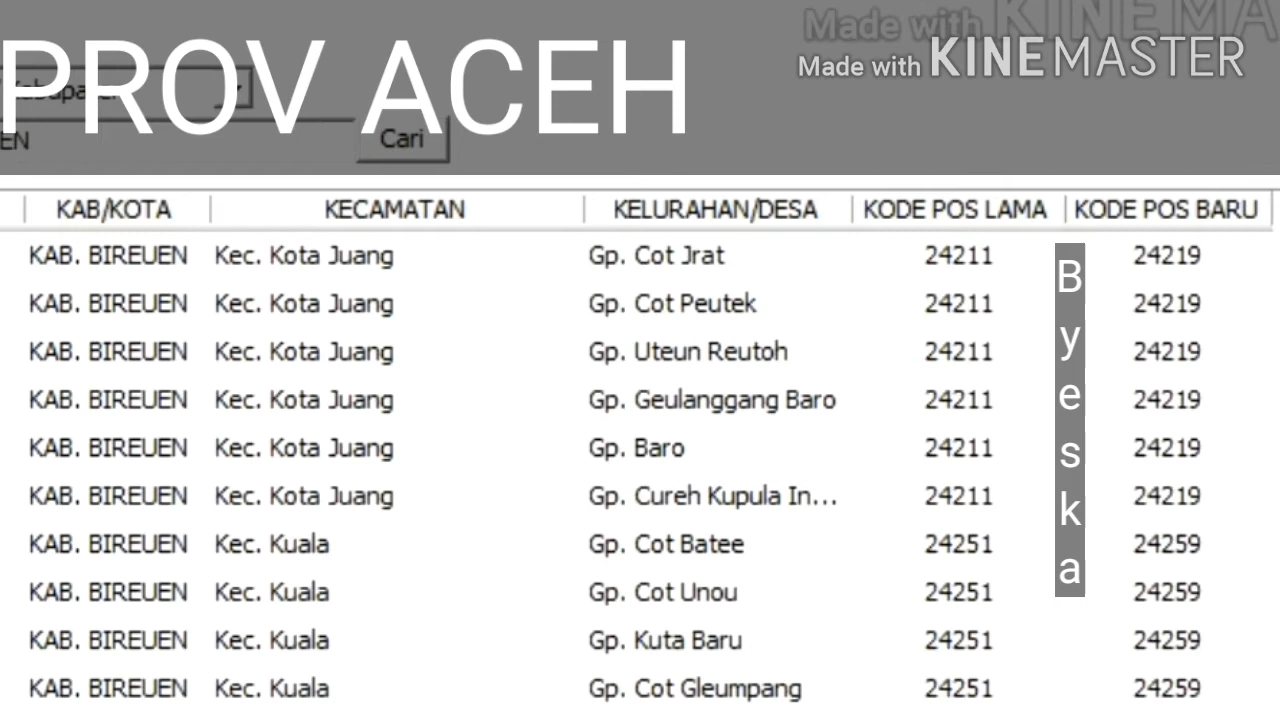 Made with KINEMA
Made with KINEMASTER
PROV ACEH
Kabupaten
EN
Cari
KAB/KOTA KECAMATAN KELURAHAN/DESA KODE POS LAMA KODE POS BARU
KAB. BIREUEN Kec. Kota Juang Gp. Cot Jrat 24211 24219
KAB. BIREUEN Kec. Kota Juang Gp. Cot Peutek 24211 24219
KAB. BIREUEN Kec. Kota Juang Gp. Uteun Reutoh 24211 24219
KAB. BIREUEN Kec. Kota Juang Gp. Geulanggang Baro 24211 24219
KAB. BIREUEN Kec. Kota Juang Gp. Baro 24211 24219
KAB. BIREUEN Kec. Kota Juang Gp. Cureh Kupula In... 24211 24219
KAB. BIREUEN Kec. Kuala Gp. Cot Batee 24251 24259
KAB. BIREUEN Kec. Kuala Gp. Cot Unou 24251 24259
KAB. BIREUEN Kec. Kuala Gp. Kuta Baru 24251 24259
KAB. BIREUEN Kec. Kuala Gp. Cot Gleumpang 24251 24259
Byeska